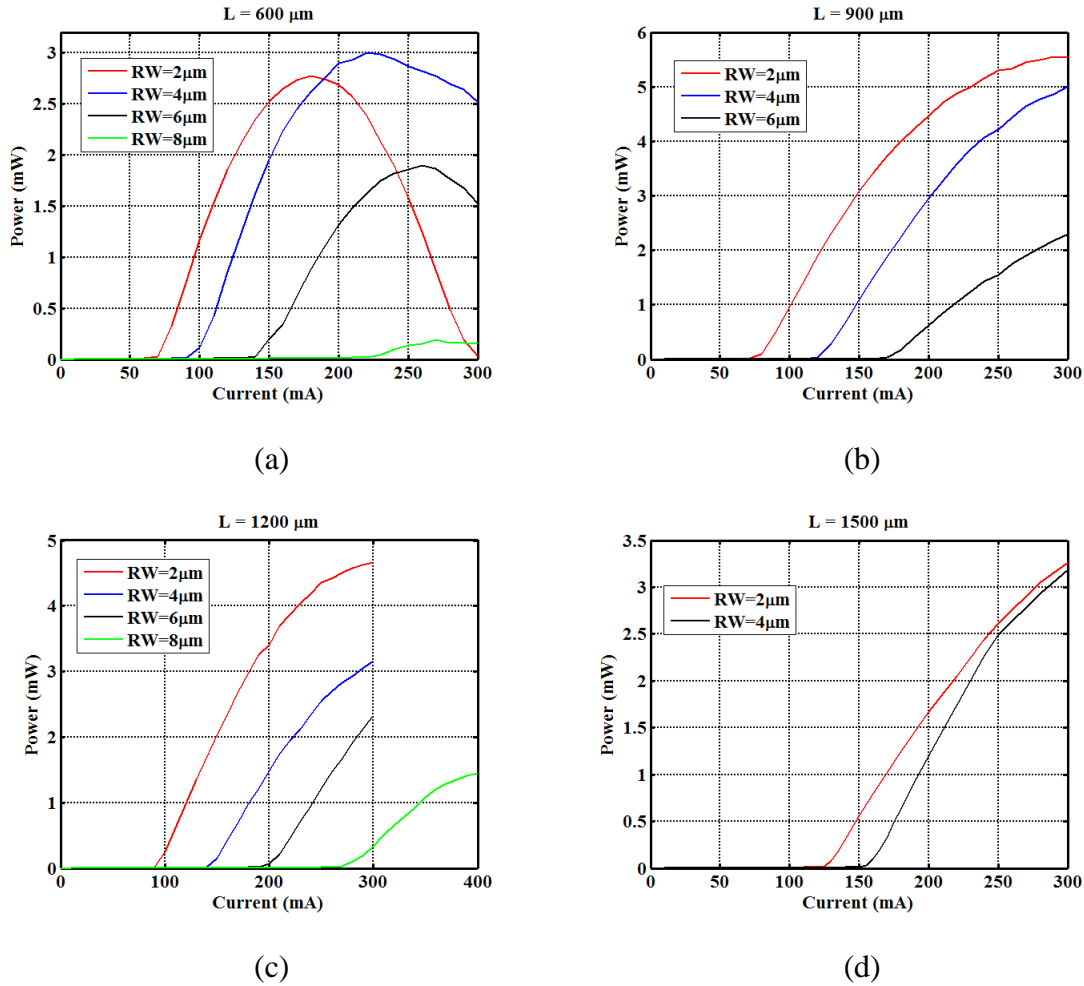 L = 600 μm
RW=2μm
RW=4μm
RW=6μm
RW=8μm
Power (mW)
3
2.5
2
1.5
1
0.5
0
0 50 100 150 200 250 300
Current (mA)
(a)
L = 900 μm
RW=2μm
RW=4μm
RW=6μm
Power (mW)
6
5
4
3
2
1
0
0 50 100 150 200 250 300
Current (mA)
(b)
L = 1200 μm
RW=2μm
RW=4μm
RW=6μm
RW=8μm
Power (mW)
5
4
3
2
1
0
0 100 200 300 400
Current (mA)
(c)
L = 1500 μm
RW=2μm
RW=4μm
Power (mW)
3.5
3
2.5
2
1.5
1
0.5
0
0 50 100 150 200 250 300
Current (mA)
(d)